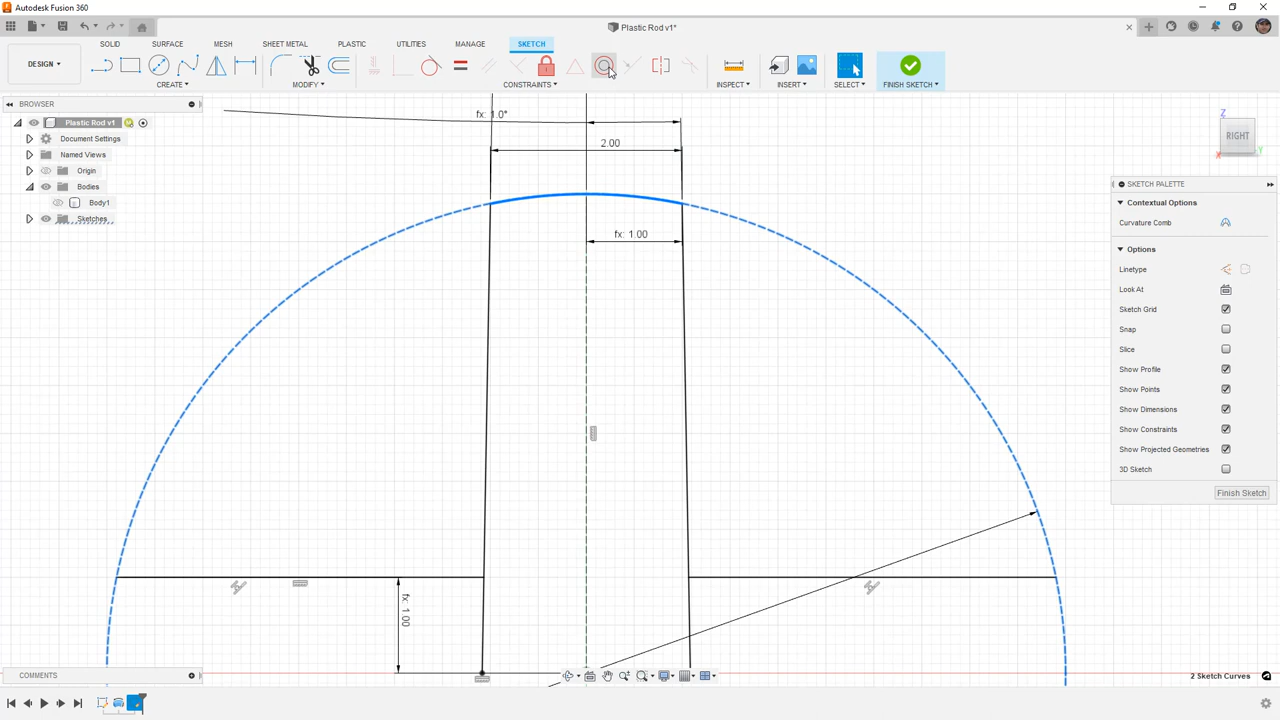 Autodesk Fusion 360
Plastic Rod v1*
SOLID SURFACE MESH SHEET METAL PLASTIC UTILITIES MANAGE SKETCH
DESIGN
CREATE MODIFY CONSTRAINTS INSPECT INSERT SELECT FINISH SKETCH
BROWSER
Plastic Rod v1
Document Settings
Named Views
Origin
Bodies
Body1
Sketches
fx: 1.0°
2.00
fx: 1.00
fx: 1.00
Z
RIGHT
X
Y
SKETCH PALETTE
Contextual Options
Curvature Comb
Options
Linetype
Look At
Sketch Grid
Snap
Slice
Show Profile
Show Points
Show Dimensions
Show Constraints
Show Projected Geometries
3D Sketch
Finish Sketch
COMMENTS
2 Sketch Curves